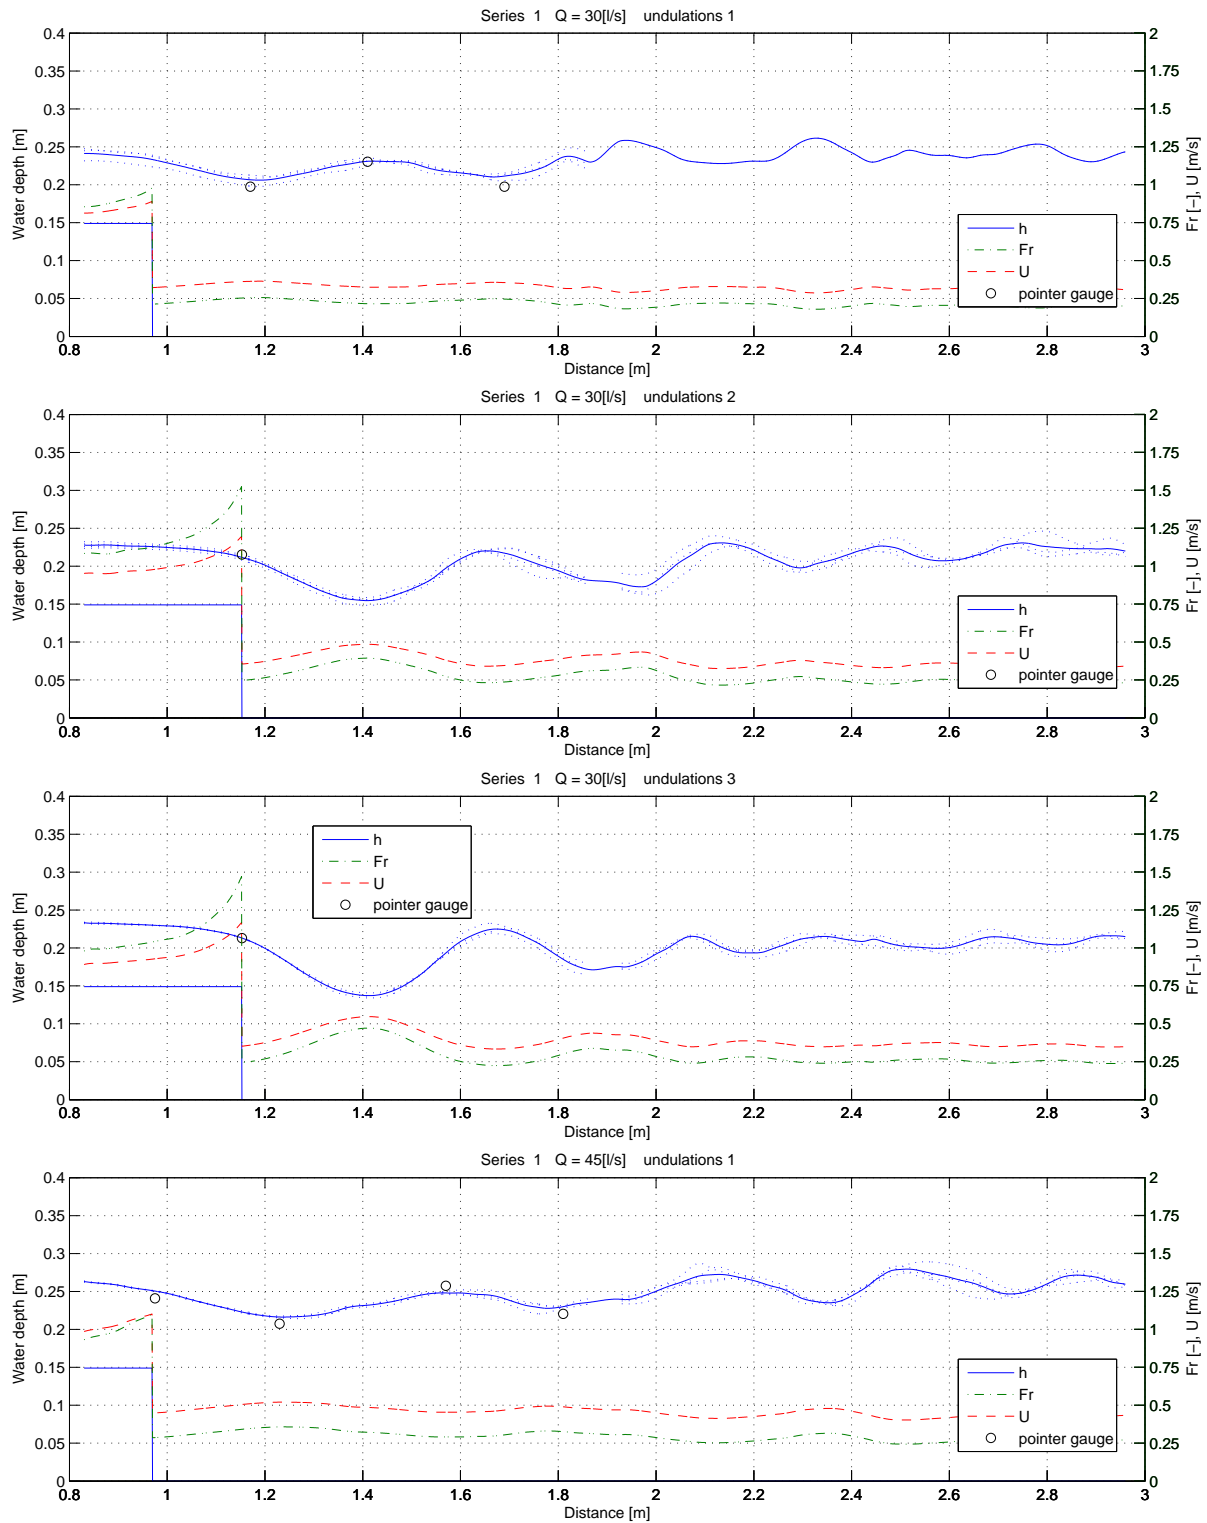 Series 1 Q = 30[l/s] undulations 1
0.4
0.35
0.3
0.25
0.2
0.15
0.1
0.05
0
Water depth [m]
2
1.75
1.5
1.25
1
0.75
0.5
0.25
0
Fr [−], U [m/s]
h
Fr
U
pointer gauge
0.8 1 1.2 1.4 1.6 1.8 2 2.2 2.4 2.6 2.8 3
Distance [m]
Series 1 Q = 30[l/s] undulations 2
0.4
0.35
0.3
0.25
0.2
0.15
0.1
0.05
0
Water depth [m]
2
1.75
1.5
1.25
1
0.75
0.5
0.25
0
Fr [−], U [m/s]
h
Fr
U
pointer gauge
0.8 1 1.2 1.4 1.6 1.8 2 2.2 2.4 2.6 2.8 3
Distance [m]
Series 1 Q = 30[l/s] undulations 3
0.4
0.35
0.3
0.25
0.2
0.15
0.1
0.05
0
Water depth [m]
2
1.75
1.5
1.25
1
0.75
0.5
0.25
0
Fr [−], U [m/s]
h
Fr
U
pointer gauge
0.8 1 1.2 1.4 1.6 1.8 2 2.2 2.4 2.6 2.8 3
Distance [m]
Series 1 Q = 45[l/s] undulations 1
0.4
0.35
0.3
0.25
0.2
0.15
0.1
0.05
0
Water depth [m]
2
1.75
1.5
1.25
1
0.75
0.5
0.25
0
Fr [−], U [m/s]
h
Fr
U
pointer gauge
0.8 1 1.2 1.4 1.6 1.8 2 2.2 2.4 2.6 2.8 3
Distance [m]